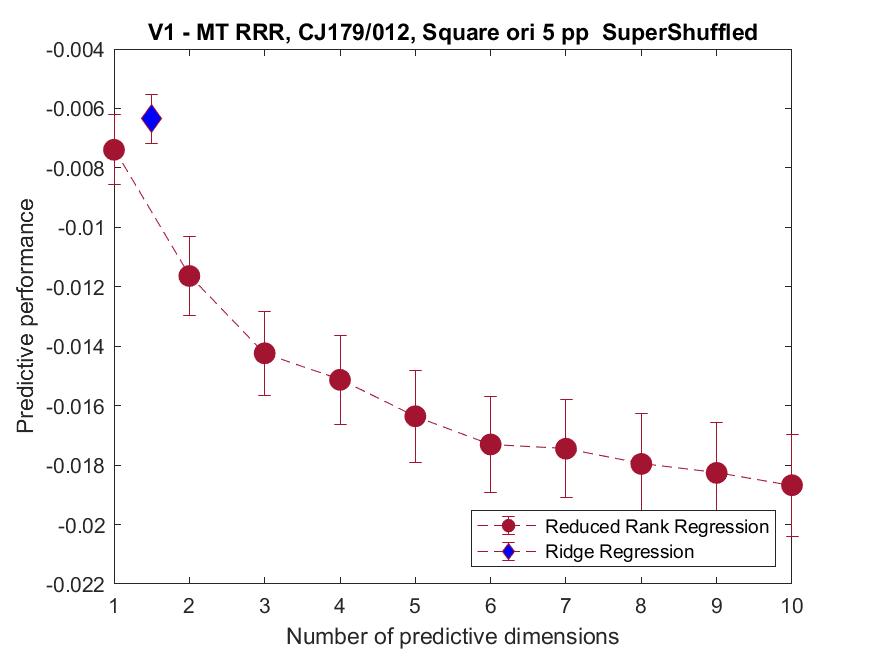 V1 - MT RRR, CJ179/012, Square ori 5 pp  SuperShuffled
-0.004
-0.006
-0.008
-0.01
-0.012
-0.014
-0.016
-0.018
-0.02
-0.022
Predictive performance
Reduced Rank Regression
Ridge Regression
1 2 3 4 5 6 7 8 9 10
Number of predictive dimensions